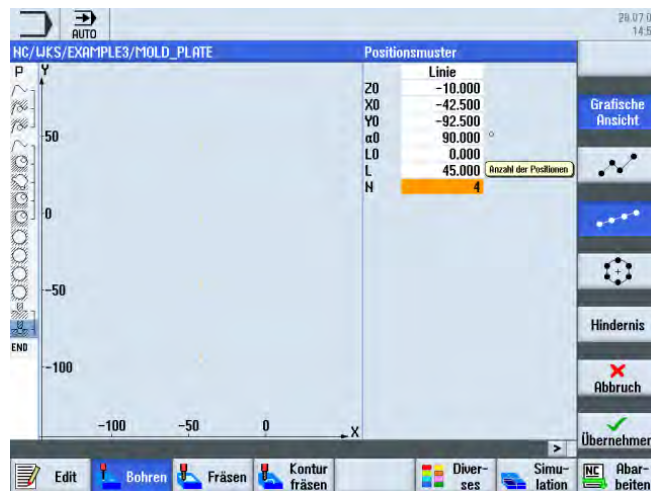 AUTO
28.07.0
14:5
NC/WKS/EXAMPLE3/MOLD_PLATE
Positionsmuster
P
Y
Linie
Z0 -10.000
X0 -42.500
Y0 -92.500
α0 90.000 °
L0 0.000
L 45.000
Anzahl der Positionen
N 4
50
0
-50
-100
END
-100 -50 0
X
Grafische
Ansicht
Hindernis
Abbruch
Übernehmen
>
Edit
Bohren
Fräsen
Kontur
fräsen
Diver-
ses
Simu-
lation
NC
Abar-
beiten